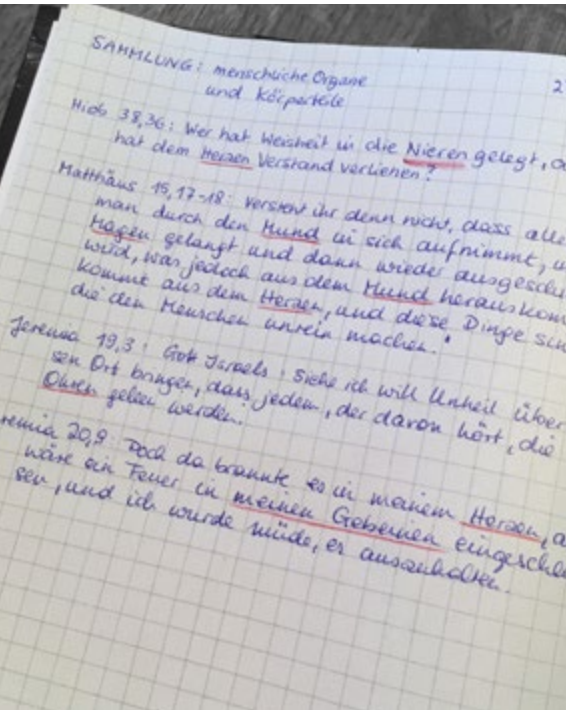 SAMMLUNG: menschliche Organe
2
und Körperteile
Hiob 38,36: Wer hat Weisheit in die Nieren gelegt, o
hat dem Herzen Verstand verliehen?
Matthäus 15,17-18: Versteht ihr denn nicht, dass alle
man durch den Mund in sich aufnimmt, in
Magen gelangt und dann wieder ausgeschi
wird, was jedoch aus dem Mund herauskom
kommt aus dem Herzen, und diese Dinge sin
die den Menschen unrein machen.
Jeremia 19,3: Gott Israels: Siehe ich will Unheil über
sen Ort bringen, dass jedem, der davon hört, die
Ohren gellen werden.
remia 20,9: Doch da brannte es in meinem Herzen, a
wäre ein Feuer in meinen Gebeinen eingeschl
sen, und ich wurde müde, es auszuhalten.